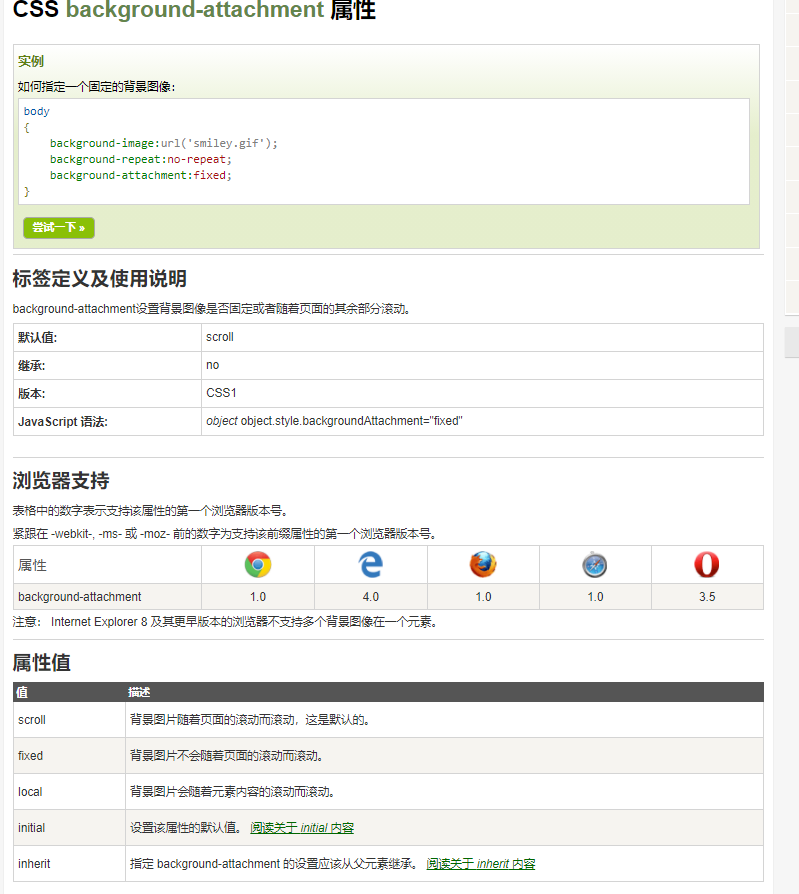 CSS background-attachment 属性
实例
如何指定一个固定的背景图像:
body
{
    background-image:url('smiley.gif');
    background-repeat:no-repeat;
    background-attachment:fixed;
}
尝试一下 »
标签定义及使用说明
background-attachment设置背景图像是否固定或者随着页面的其余部分滚动。
默认值: scroll
继承: no
版本: CSS1
JavaScript 语法: object object.style.backgroundAttachment="fixed"
浏览器支持
表格中的数字表示支持该属性的第一个浏览器版本号。
紧跟在 -webkit-, -ms- 或 -moz- 前的数字为支持该前缀属性的第一个浏览器版本号。
属性
background-attachment 1.0 4.0 1.0 1.0 3.5
注意： Internet Explorer 8 及其更早版本的浏览器不支持多个背景图像在一个元素。
属性值
值 描述
scroll 背景图片随着页面的滚动而滚动，这是默认的。
fixed 背景图片不会随着页面的滚动而滚动。
local 背景图片会随着元素内容的滚动而滚动。
initial 设置该属性的默认值。 阅读关于 initial 内容
inherit 指定 background-attachment 的设置应该从父元素继承。 阅读关于 inherit 内容